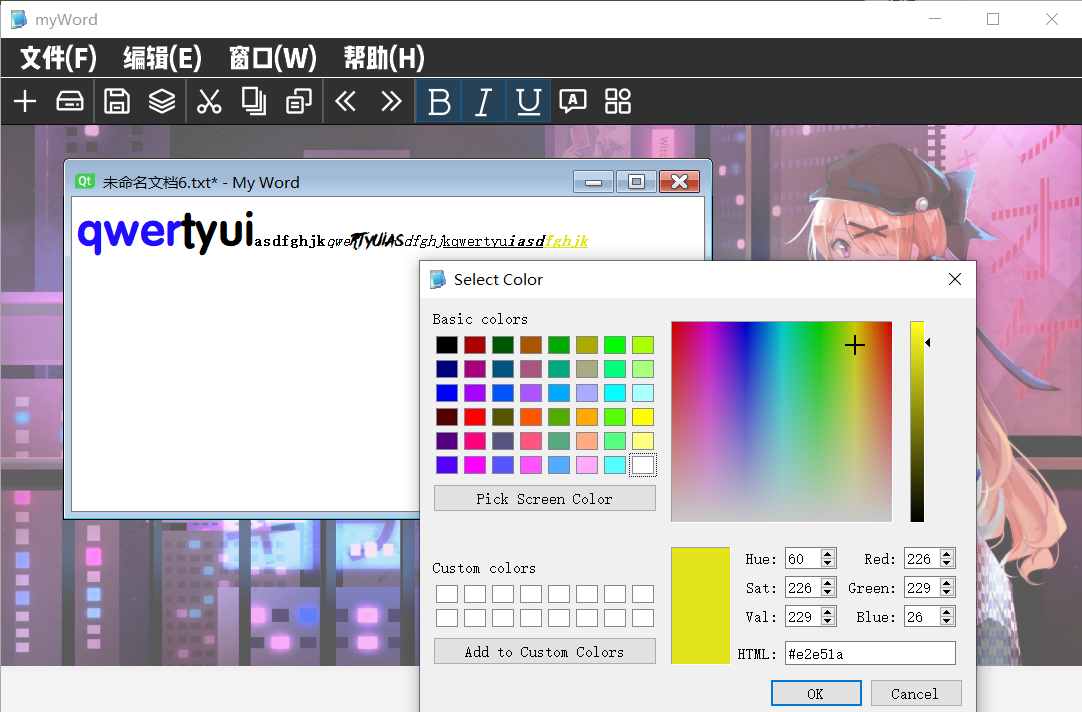 myWord
文件(F) 编辑(E) 窗口(W) 帮助(H)
B I U A
Qt 未命名文档6.txt* - My Word
qwertyuiasdfghjkqweRTYUIASdfghjkqwertyuiasdfghjk
Select Color
Basic colors
Pick Screen Color
Custom colors
Add to Custom Colors
Hue: 60 Red: 226
Sat: 226 Green: 229
Val: 229 Blue: 26
HTML: #e2e51a
OK Cancel